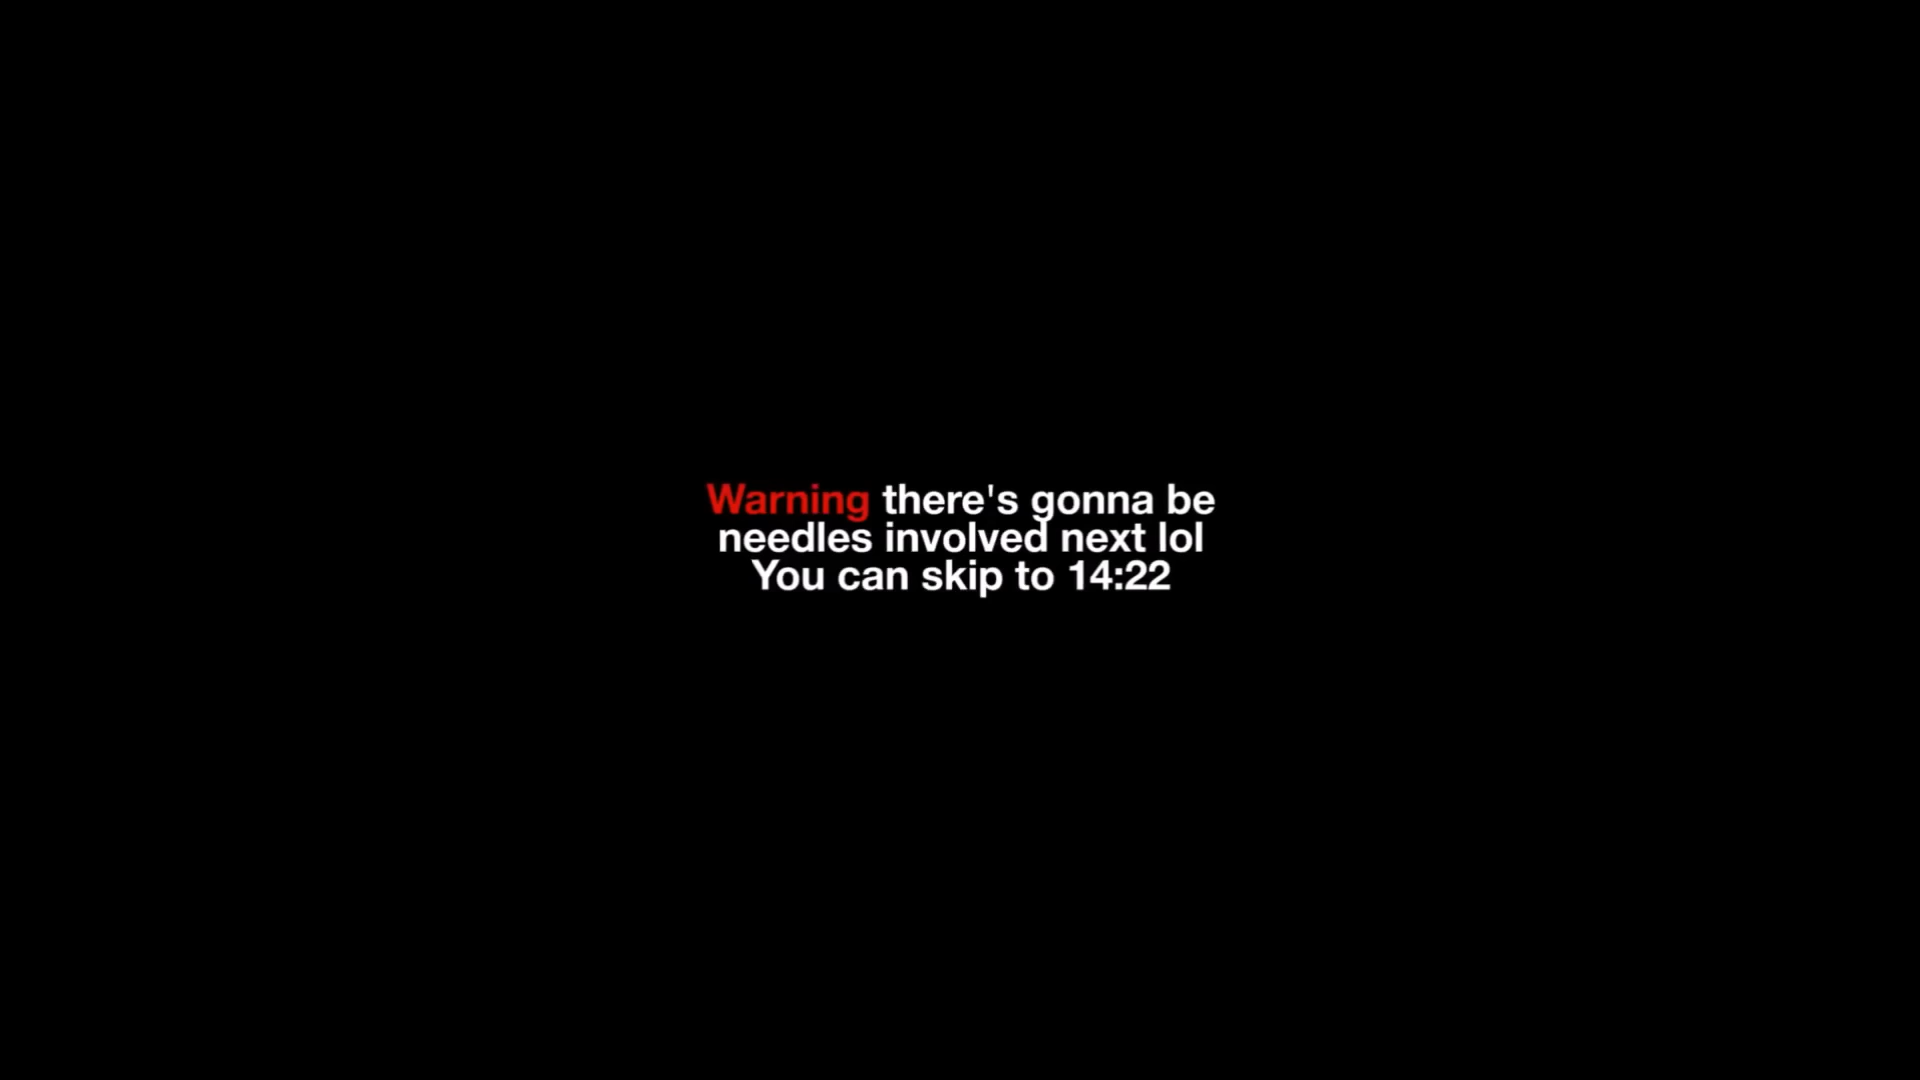 Warning there's gonna be
needles involved next lol
You can skip to 14:22